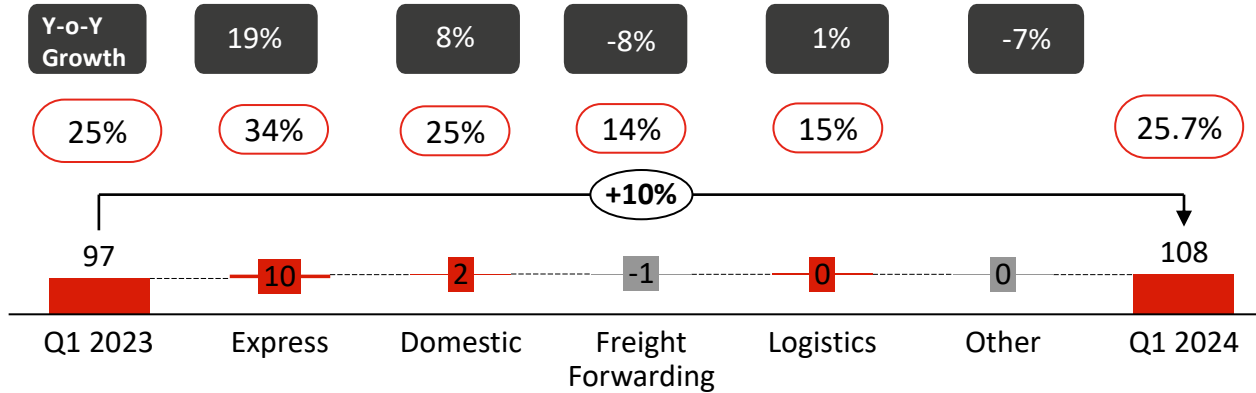 Y-o-Y
Growth
19%
8%
-8%
1%
-7%
25%
34%
25%
14%
15%
25.7%
+10%
97
10
2
-1
0
0
108
Q1 2023
Express
Domestic
Freight
Forwarding
Logistics
Other
Q1 2024